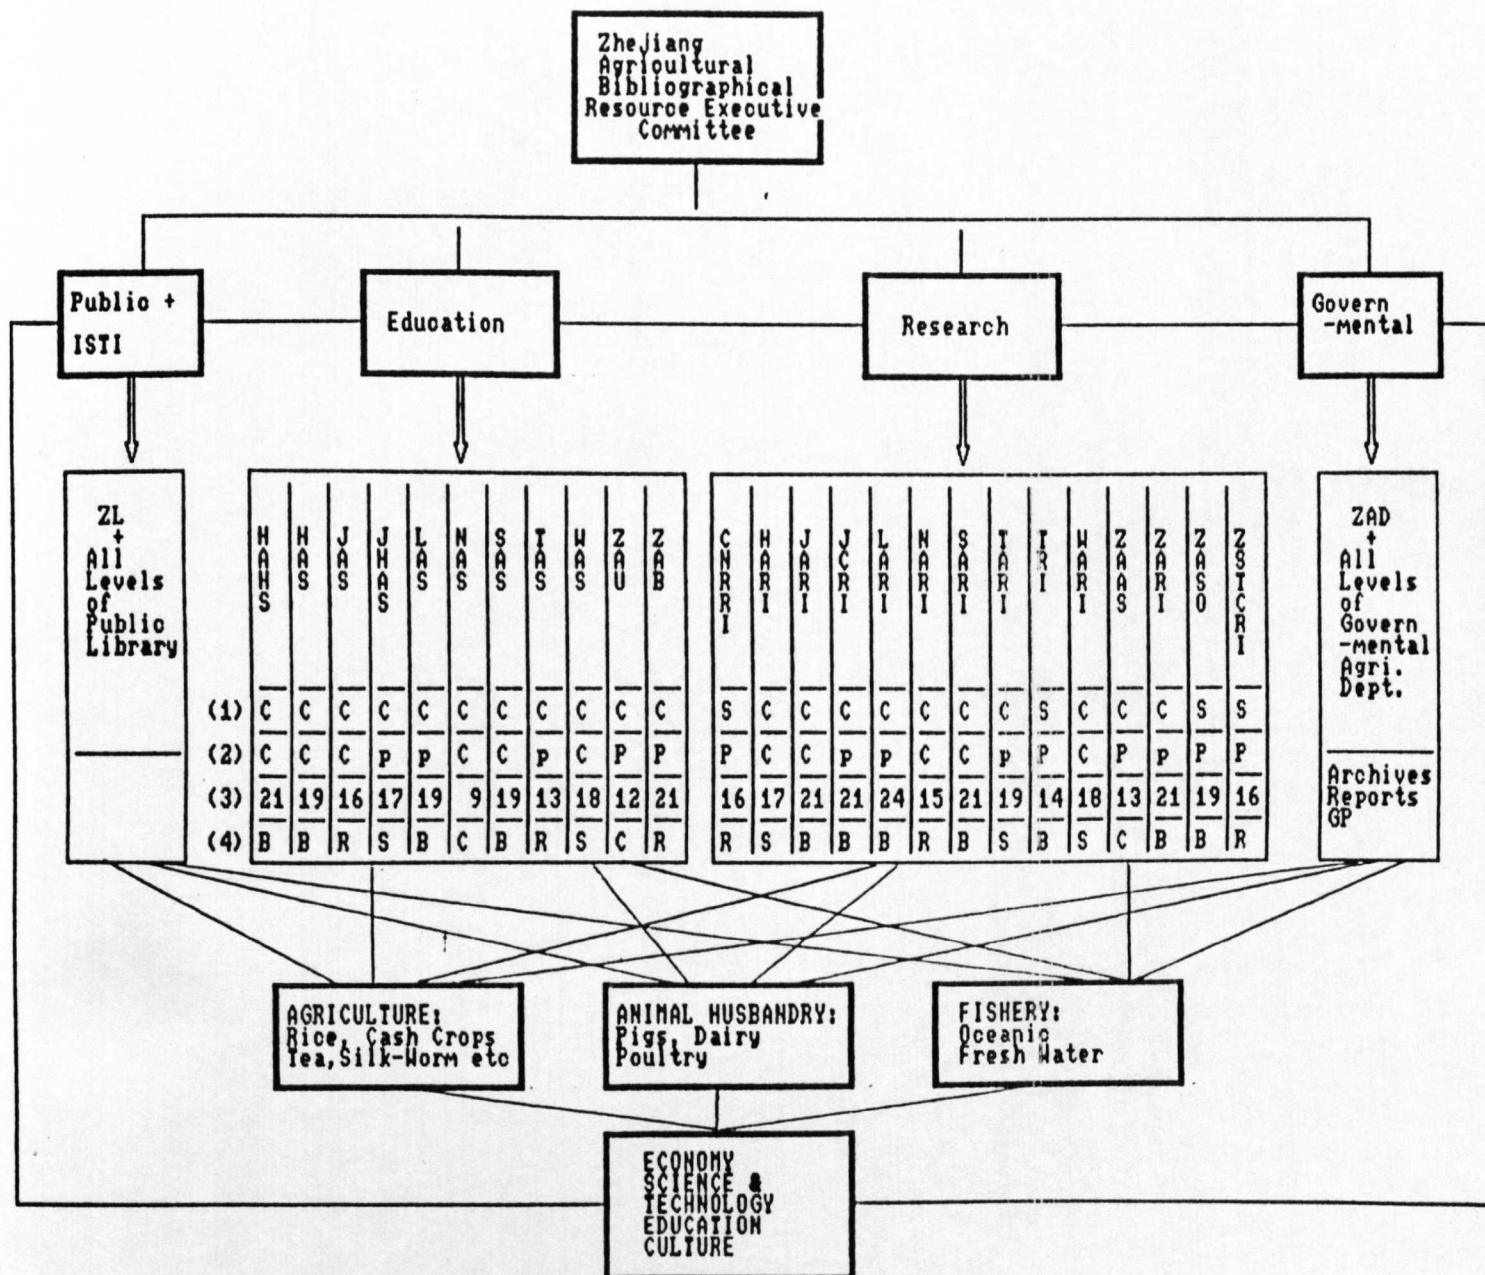 ZheJiang
Agricultural
Bibliographical
Resource Executive
Committee
Public +
ISTI
Education
Research
Govern
-mental
ZL
+
All
Levels
of
Public
Library
HAHS HAS JAS JHAS LAS NAS SAS TAS WAS ZAU ZAB
CNRRI HARI JARI JCRI LARI NARI SARI TARI TRI WARI ZAAS ZARI ZASO ZSTCRI
ZAD
+
All
Levels
of
Govern
-mental
Agri.
Dept.
(1) C C C C C C C C C C C S C C C C C C C S C C C S S
(2) C C C P P C C P C P P P C C P P C C P P C P P P P
(3) 21 19 16 17 19 9 19 13 18 12 21 16 17 21 21 24 15 21 19 14 18 13 21 19 16
(4) B B R S B C B R S C B R S B B B R B S B S C B B R
Archives
Reports
GP
AGRICULTURE:
Rice, Cash Crops
Tea,Silk-Worm etc
ANIMAL HUSBANDRY:
Pigs, Dairy
Poultry
FISHERY:
Oceanic
Fresh Water
ECONOMY
SCIENCE &
TECHNOLOGY
EDUCATION
CULTURE